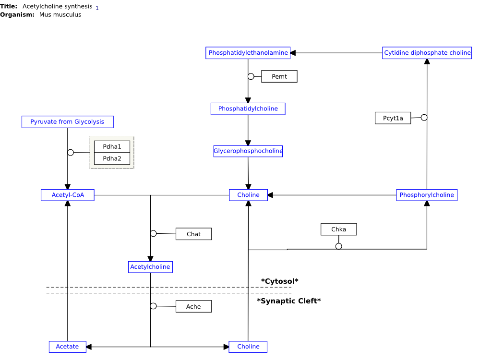 Title: Acetylcholine synthesis 1
Organism: Mus musculus
Phosphatidylethanolamine
Cytidine diphosphate choline
Pemt
Phosphatidylcholine
Pcyt1a
Pyruvate from Glycolysis
Pdha1
Pdha2
Glycerophosphocholine
Acetyl-CoA
Choline
Phosphorylcholine
Chat
Chka
Acetylcholine
*Cytosol*
*Synaptic Cleft*
Ache
Acetate
Choline